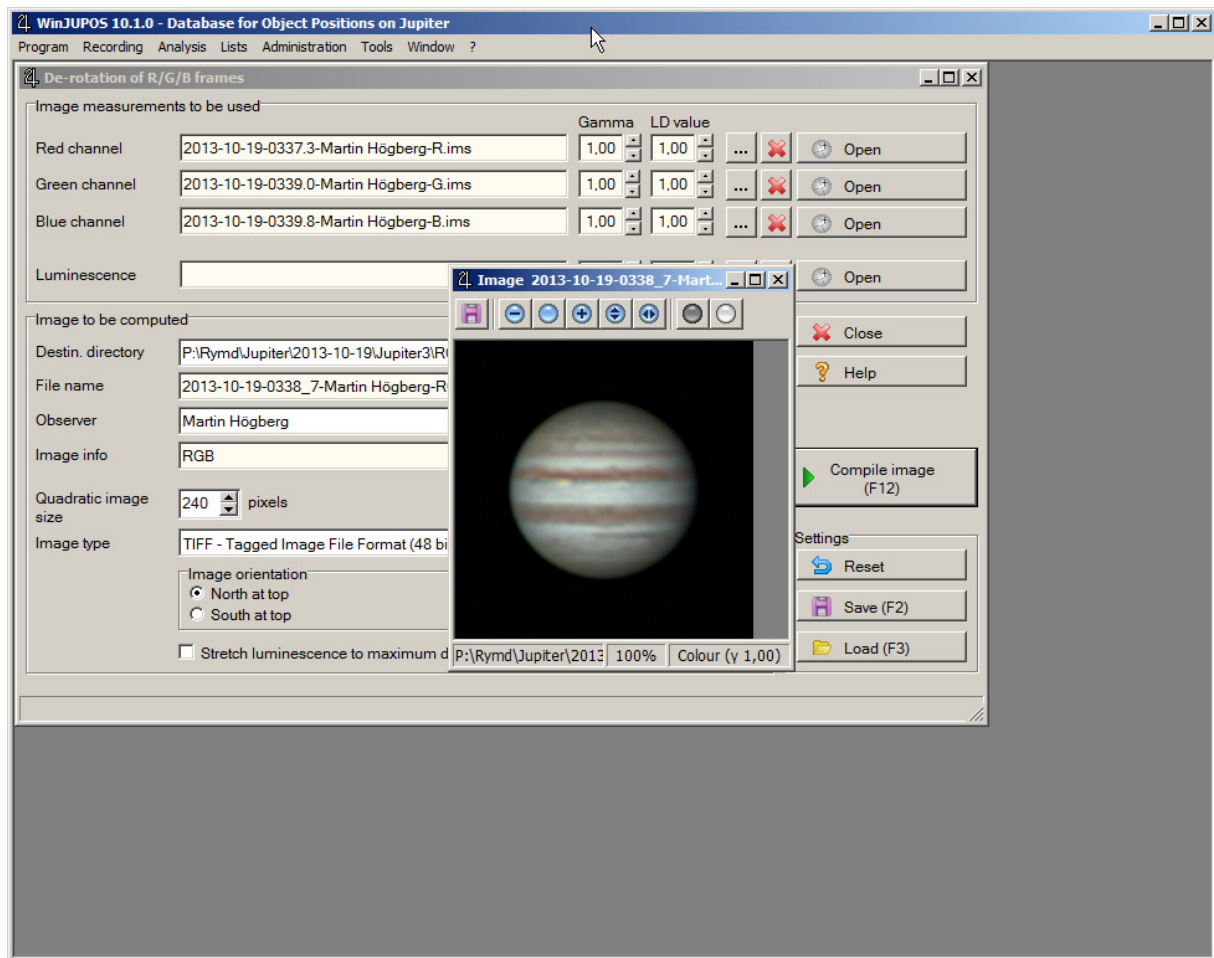 WinJUPOS 10.1.0 - Database for Object Positions on Jupiter
Program Recording Analysis Lists Administration Tools Window ?
De-rotation of R/G/B frames
Image measurements to be used
Gamma LD value
Red channel 2013-10-19-0337.3-Martin Högberg-R.ims 1,00 1,00 ... Open
Green channel 2013-10-19-0339.0-Martin Högberg-G.ims 1,00 1,00 ... Open
Blue channel 2013-10-19-0339.8-Martin Högberg-B.ims 1,00 1,00 ... Open
Luminescence Open
Image 2013-10-19-0338_7-Mart...
Image to be computed
Destin. directory P:\Rymd\Jupiter\2013-10-19\Jupiter3\R
Close
File name 2013-10-19-0338_7-Martin Högberg-R
Help
Observer Martin Högberg
Image info RGB
Compile image
(F12)
Quadratic image
size
240 pixels
Image type TIFF - Tagged Image File Format (48 bi
Settings
Reset
Image orientation
North at top
South at top
Save (F2)
Stretch luminescence to maximum d
Load (F3)
P:\Rymd\Jupiter\2013 100% Colour (γ 1,00)